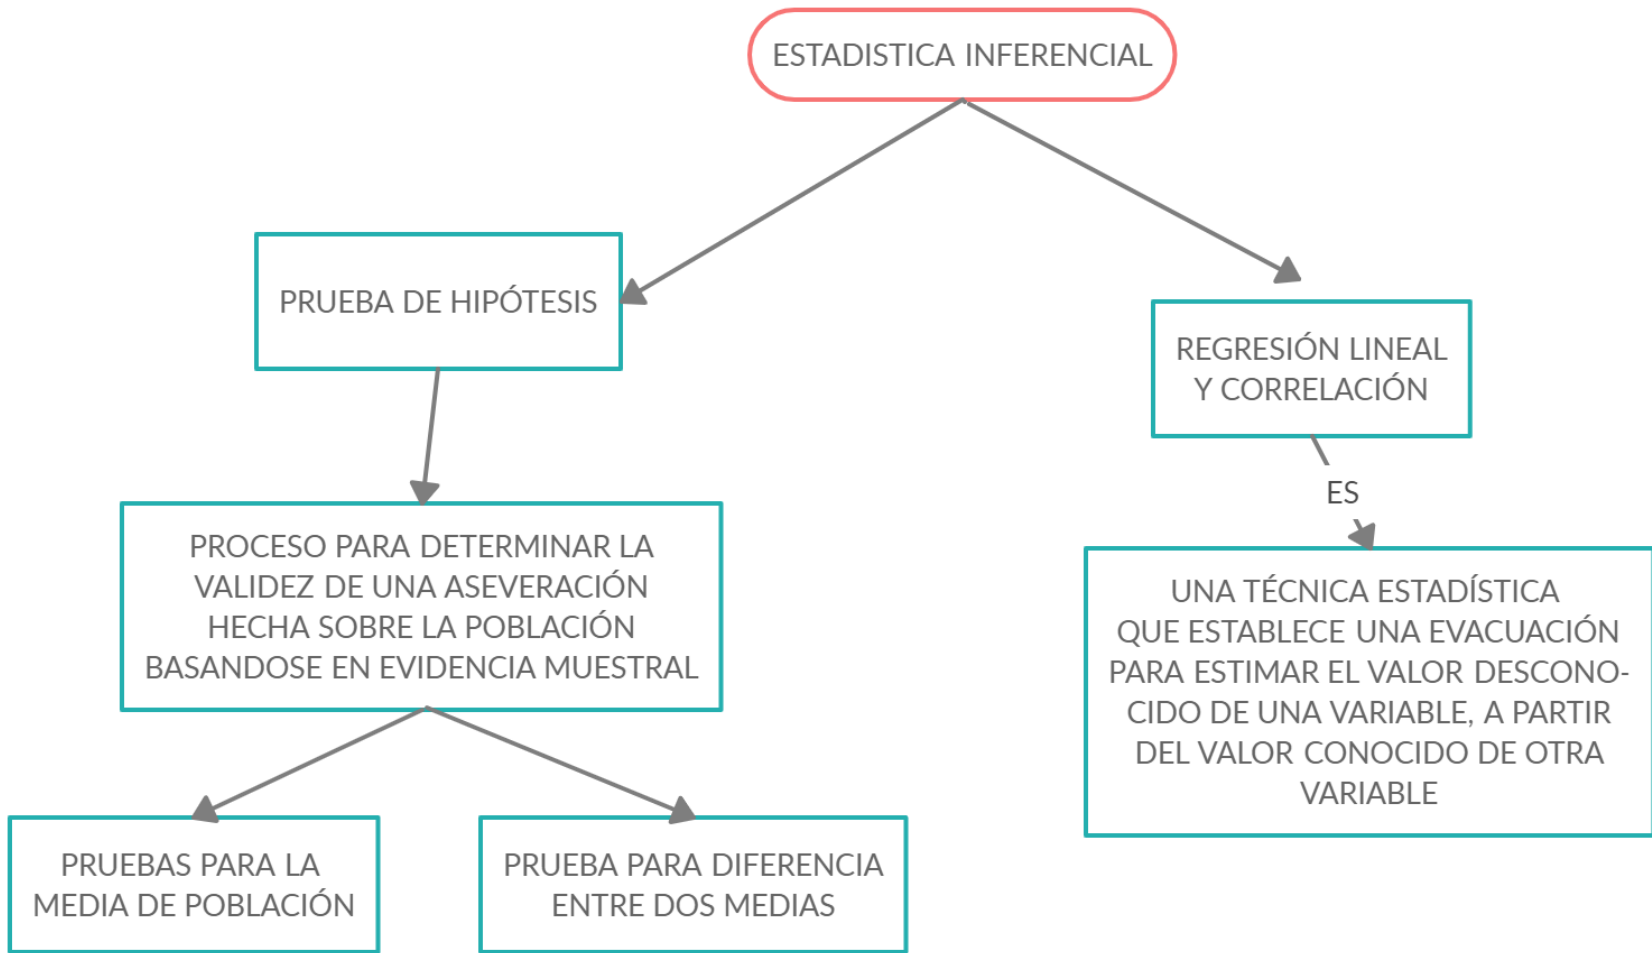 ESTADISTICA INFERENCIAL
PRUEBA DE HIPÓTESIS
REGRESIÓN LINEAL
Y CORRELACIÓN
ES
PROCESO PARA DETERMINAR LA
VALIDEZ DE UNA ASEVERACIÓN
HECHA SOBRE LA POBLACIÓN
BASANDOSE EN EVIDENCIA MUESTRAL
UNA TÉCNICA ESTADÍSTICA
QUE ESTABLECE UNA EVACUACIÓN
PARA ESTIMAR EL VALOR DESCONO-
CIDO DE UNA VARIABLE, A PARTIR
DEL VALOR CONOCIDO DE OTRA
VARIABLE
PRUEBAS PARA LA
MEDIA DE POBLACIÓN
PRUEBA PARA DIFERENCIA
ENTRE DOS MEDIAS